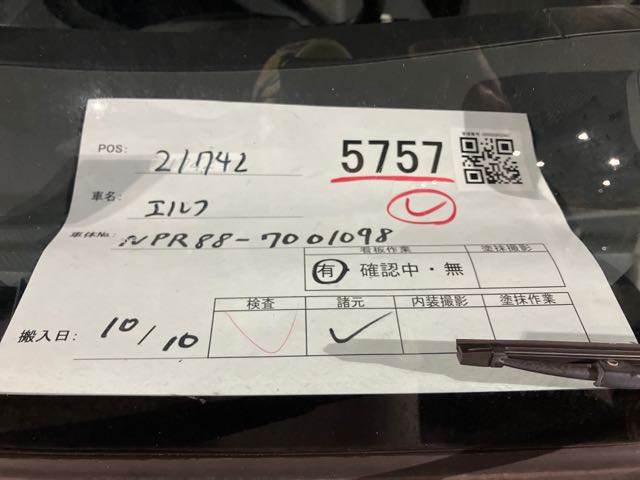 POS: 21742 5757
車名: エルフ
車体No: NPR88-7001098
看板作業 塗抹撮影
有・確認中・無
検査 諸元 内装撮影 塗抹作業
搬入日: 10/10